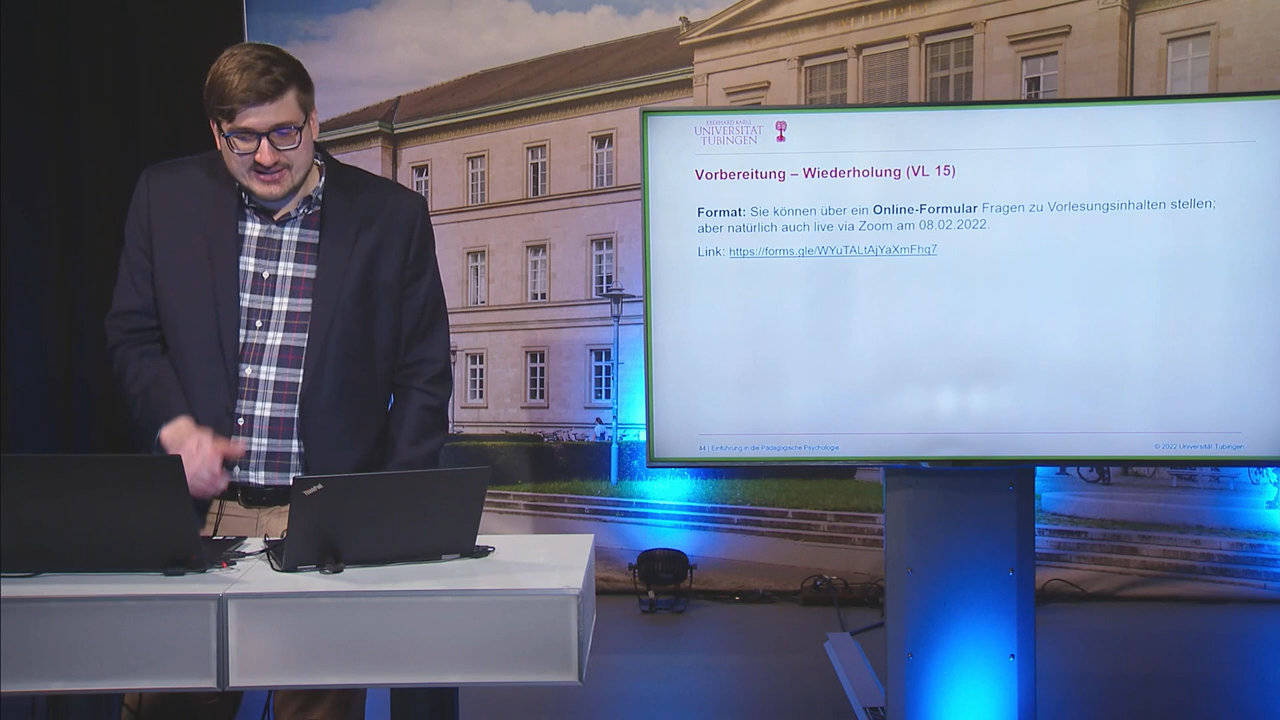 EBERHARD KARLS
UNIVERSITÄT
TÜBINGEN
Vorbereitung – Wiederholung (VL 15)
Format: Sie können über ein Online-Formular Fragen zu Vorlesungsinhalten stellen;
aber natürlich auch live via Zoom am 08.02.2022.
Link: https://forms.gle/WYuTALtAjYaXmFhq7
44 | Einführung in die Pädagogische Psychologie
© 2022 Universität Tübingen
ThinkPad